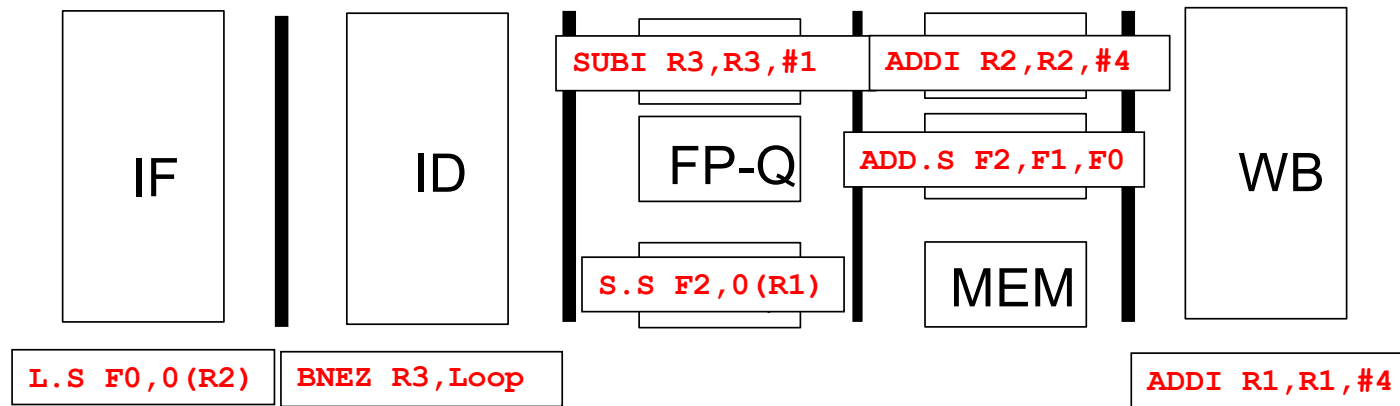 SUBI R3,R3,#1
ADDI R2,R2,#4
IF
ID
FP-Q
ADD.S F2,F1,F0
WB
S.S F2,0(R1)
MEM
L.S F0,0(R2)
BNEZ R3,Loop
ADDI R1,R1,#4